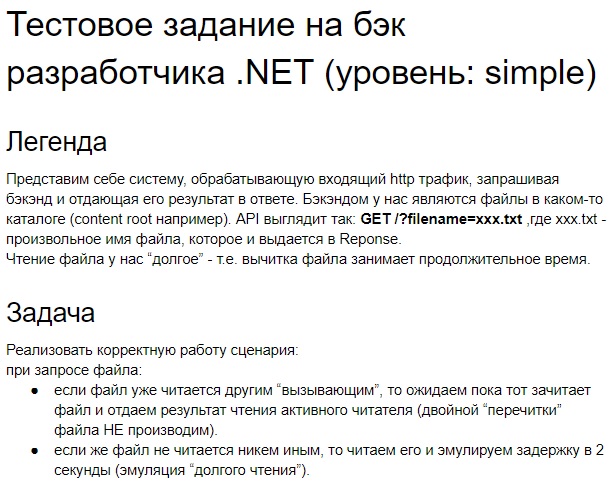 Тестовое задание на бэк
разработчика .NET (уровень: simple)
Легенда
Представим себе систему, обрабатывающую входящий http трафик, запрашивая
бэкэнд и отдающая его результат в ответе. Бэкэндом у нас являются файлы в каком-то
каталоге (content root например). API выглядит так: GET /?filename=xxx.txt ,где xxx.txt -
произвольное имя файла, которое и выдается в Reponse.
Чтение файла у нас “долгое” - т.е. вычитка файла занимает продолжительное время.
Задача
Реализовать корректную работу сценария:
при запросе файла:
● если файл уже читается другим “вызывающим”, то ожидаем пока тот зачитает
файл и отдаем результат чтения активного читателя (двойной “перечитки”
файла НЕ производим).
● если же файл не читается никем иным, то читаем его и эмулируем задержку в 2
секунды (эмуляция “долгого чтения”).